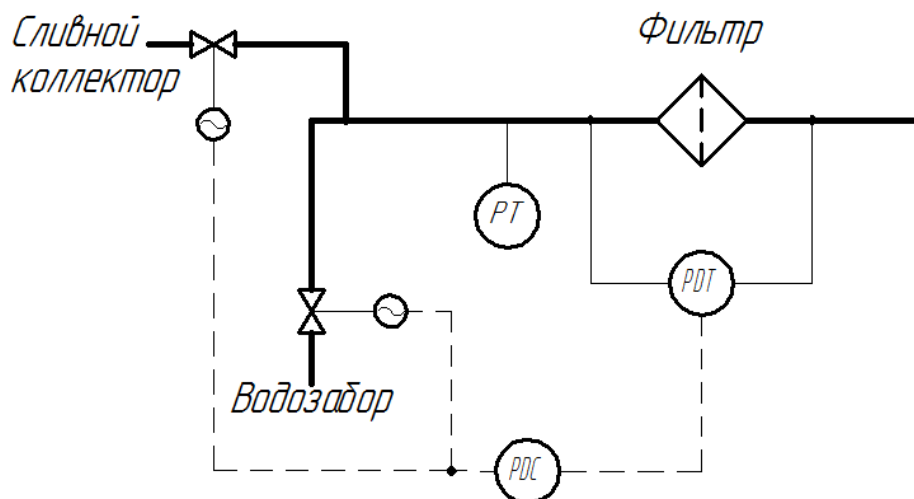 Сливной
коллектор
Фильтр
PT
PDT
Водозабор
PDC